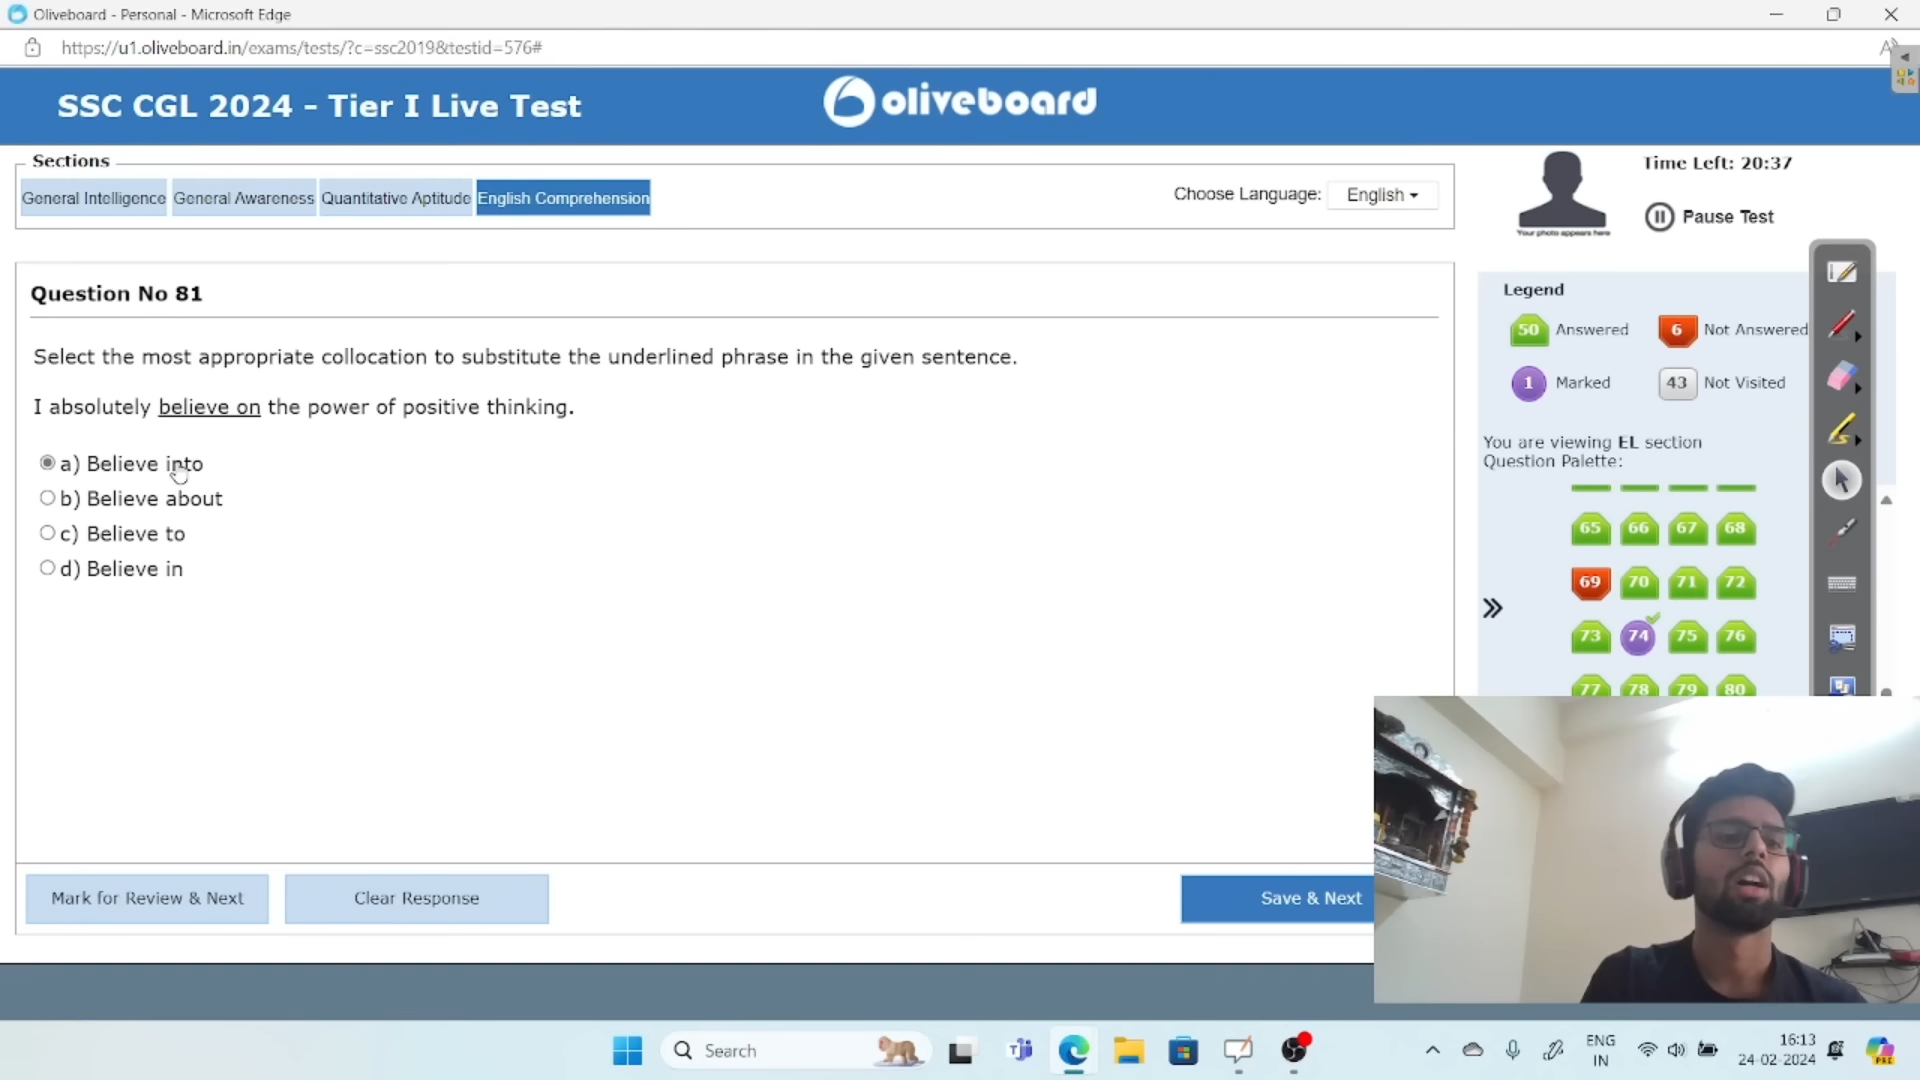 Oliveboard - Personal - Microsoft Edge
https://u1.oliveboard.in/exams/tests/?c=ssc2019&testid=576#
SSC CGL 2024 - Tier I Live Test
oliveboard
Sections
General Intelligence General Awareness Quantitative Aptitude English Comprehension
Choose Language: English
Your photo appears here
Time Left: 20:37
Pause Test
Question No 81
Select the most appropriate collocation to substitute the underlined phrase in the given sentence.
I absolutely believe on the power of positive thinking.
a) Believe into
b) Believe about
c) Believe to
d) Believe in
Legend
50 Answered 6 Not Answered
1 Marked 43 Not Visited
You are viewing EL section
Question Palette:
65 66 67 68
69 70 71 72
73 74 75 76
77 78 79 80
Mark for Review & Next
Clear Response
Save & Next
Search
ENG
IN
16:13
24-02-2024
PRE